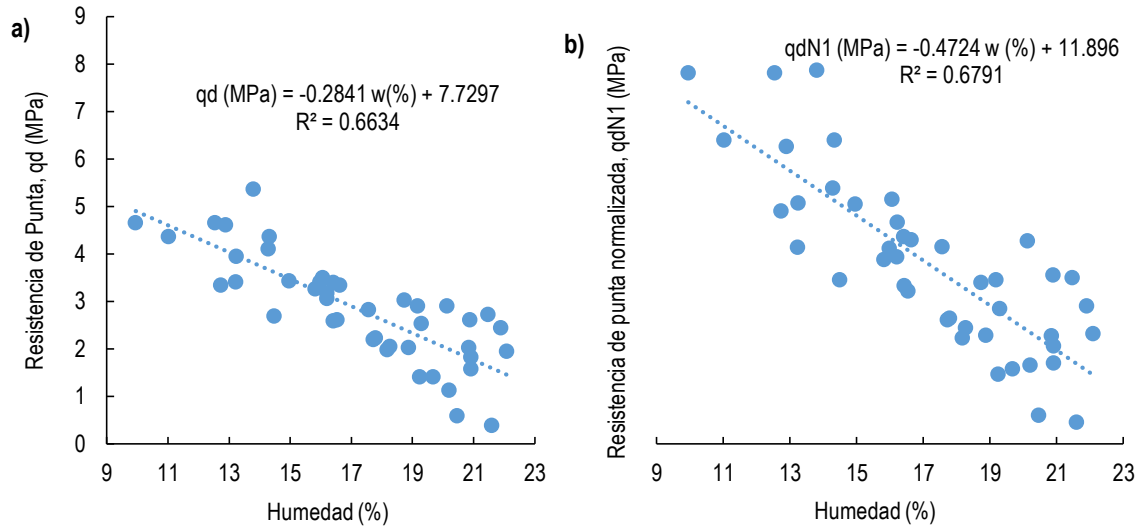 a)
Resistencia de Punta, qd (MPa)
9
8
7
6
5
4
3
2
1
0
qd (MPa) = -0.2841 w(%) + 7.7297
R² = 0.6634
9 11 13 15 17 19 21 23
Humedad (%)
b)
Resistencia de punta normalizada, qdN1 (MPa)
qdN1 (MPa) = -0.4724 w (%) + 11.896
R² = 0.6791
9 11 13 15 17 19 21 23
Humedad (%)